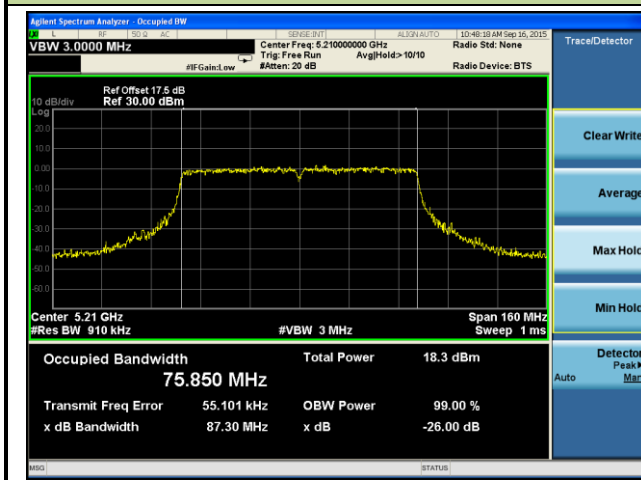 Agilent Spectrum Analyzer - Occupied BW
L RF 50 Ω AC SENSE:INT ALIGN AUTO 10:48:18 AM Sep 16, 2015
VBW 3.0000 MHz
Center Freq: 5.210000000 GHz
Radio Std: None
Trig: Free Run Avg|Hold:>10/10
#IFGain:Low #Atten: 20 dB Radio Device: BTS
Trace/Detector
Ref Offset 17.5 dB
10 dB/div Ref 30.00 dBm
Log
20.0
10.0
0.00
-10.0
-20.0
-30.0
-40.0
-50.0
-60.0
Center 5.21 GHz Span 160 MHz
#Res BW 910 kHz #VBW 3 MHz Sweep 1 ms
Occupied Bandwidth Total Power 18.3 dBm
75.850 MHz
Transmit Freq Error 55.101 kHz OBW Power 99.00 %
x dB Bandwidth 87.30 MHz x dB -26.00 dB
Clear Write
Average
Max Hold
Min Hold
Detector
Peak
Auto Man
MSG STATUS